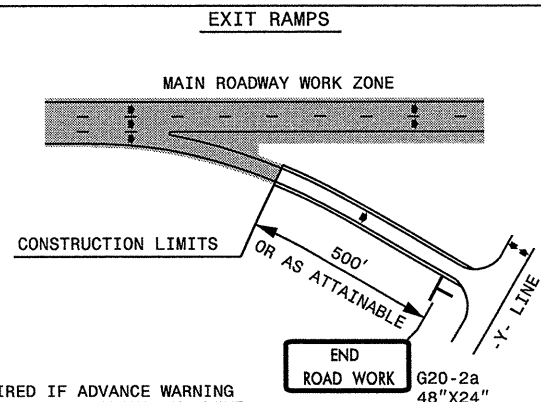 EXIT RAMPS
MAIN ROADWAY WORK ZONE
CONSTRUCTION LIMITS
500'
OR AS ATTAINABLE
-Y- LINE
END
ROAD WORK
G20-2a
48"X24"
IRED IF ADVANCE WARNING